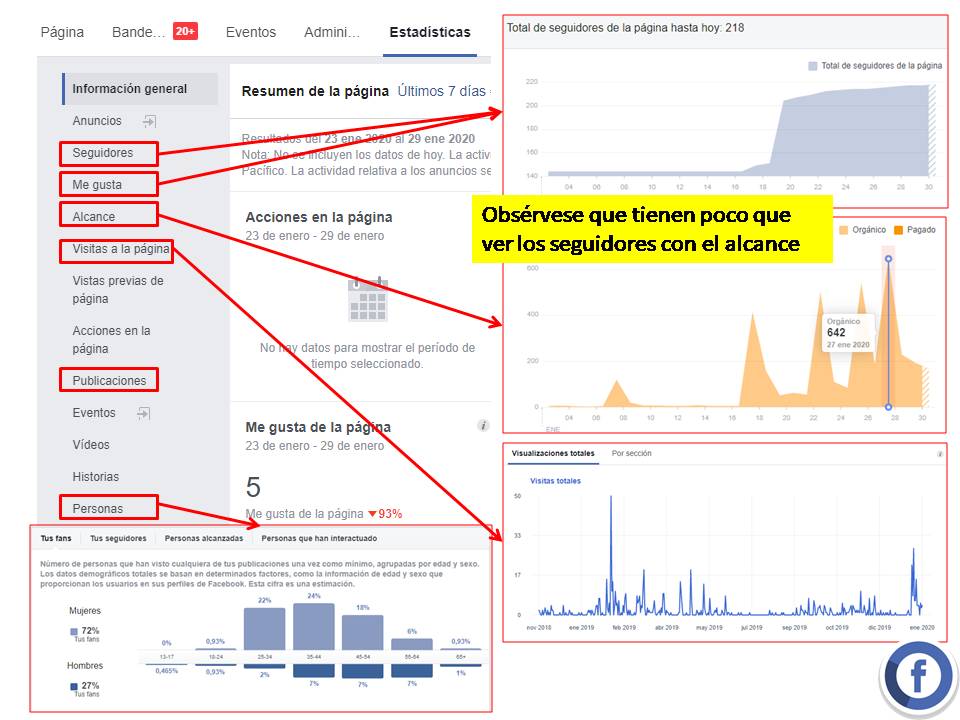 Página
Bande...
20+
Eventos
Admini...
Estadísticas
Información general
Anuncios
Seguidores
Me gusta
Alcance
Visitas a la página
Vistas previas de
página
Acciones en la
página
Publicaciones
Eventos
Vídeos
Historias
Personas
Resumen de la página Últimos 7 días
Resultados del 23 ene 2020 al 29 ene 2020
Nota: No se incluyen los datos de hoy. La activi
Pacífico. La actividad relativa a los anuncios se
Acciones en la página
23 de enero - 29 de enero
No hay datos para mostrar el período de
tiempo seleccionado.
Me gusta de la página
23 de enero - 29 de enero
5
Me gusta de la página 93%
Total de seguidores de la página hasta hoy: 218
Total de seguidores de la página
220
200
180
160
140
04 06 08 10 12 14 16 18 20 22 24 26 28 30
Obsérvese que tienen poco que
ver los seguidores con el alcance
Orgánico Pagado
600
400
200
0
Orgánico
642
27 ene 2020
04 06 08 10 12 14 16 18 20 22 24 26 28 30
ENE
Visualizaciones totales Por sección
Visitas totales
50
33
17
0
nov 2018 ene 2019 feb 2019 abr. 2019 may 2019 jul 2019 sep 2019 oct 2019 dic 2019 ene 2020
Tus fans Tus seguidores Personas alcanzadas Personas que han interactuado
Número de personas que han visto cualquiera de tus publicaciones una vez como mínimo, agrupadas por edad y sexo.
Los datos demográficos totales se basan en determinados factores, como la información de edad y sexo que
proporcionan los usuarios en sus perfiles de Facebook. Esta cifra es una estimación.
Mujeres
72%
Tus fans
0% 0,93% 22% 24% 18% 6% 0,93%
13-17 18-24 25-34 35-44 45-54 55-64 65+
Hombres
27%
Tus fans
0,465% 0,93% 2% 7% 7% 7% 1%
f